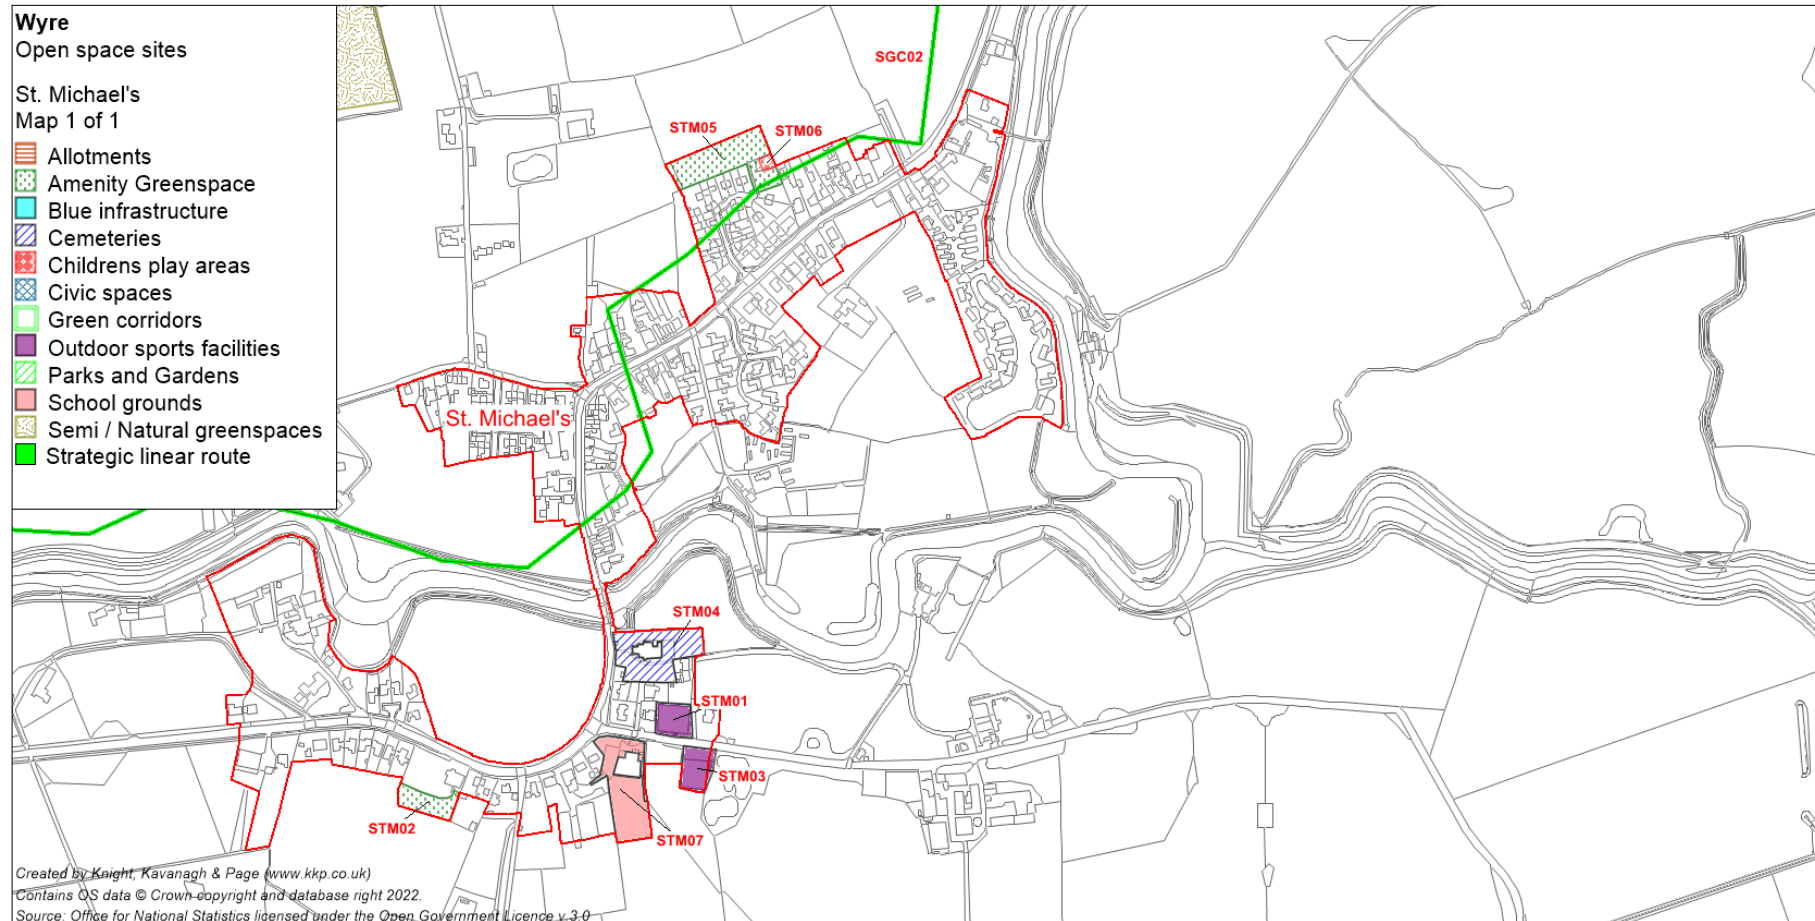 Wyre
Open space sites
St. Michael's
Map 1 of 1
Allotments
Amenity Greenspace
Blue infrastructure
Cemeteries
Childrens play areas
Civic spaces
Green corridors
Outdoor sports facilities
Parks and Gardens
School grounds
Semi / Natural greenspaces
Strategic linear route
SGC02
STM05
STM06
St. Michael's
STM04
STM01
STM03
STM02
STM07
Created by Knight, Kavanagh & Page (www.kkp.co.uk)
Contains OS data © Crown copyright and database right 2022.
Source: Office for National Statistics licensed under the Open Government Licence v.3.0